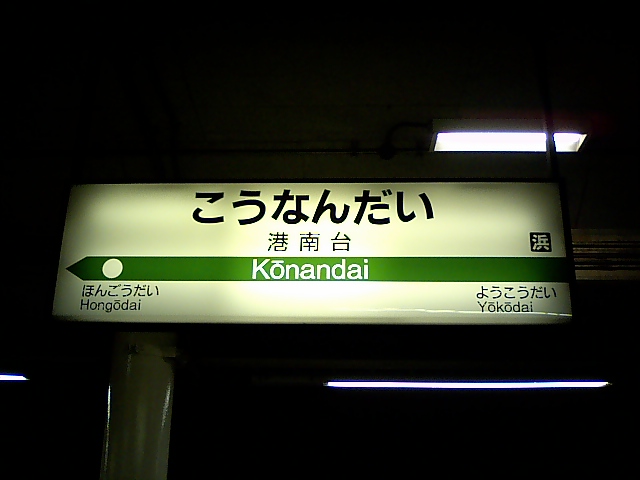 こうなんだい
港南台
浜
Kōnandai
ほんごうだい
Hongōdai
ようこうだい
Yōkōdai